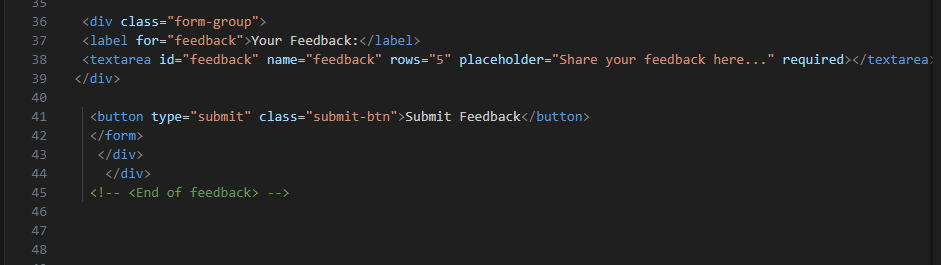 35
36 <div class="form-group">
37 <label for="feedback">Your Feedback:</label>
38 <textarea id="feedback" name="feedback" rows="5" placeholder="Share your feedback here..." required></textarea>
39 </div>
40
41 <button type="submit" class="submit-btn">Submit Feedback</button>
42 </form>
43 </div>
44 </div>
45 <!-- <End of feedback> -->
46
47
48